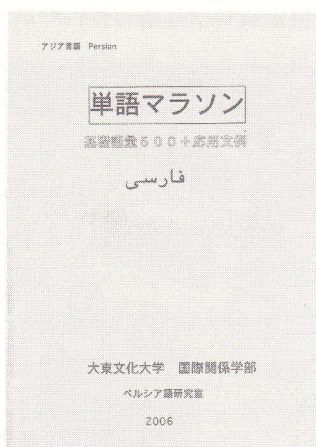 アジア言語 Persian
単語マラソン
基礎語彙500+応用文例
فارسی
大東文化大学 国際関係学部
ペルシア語研究室
2006